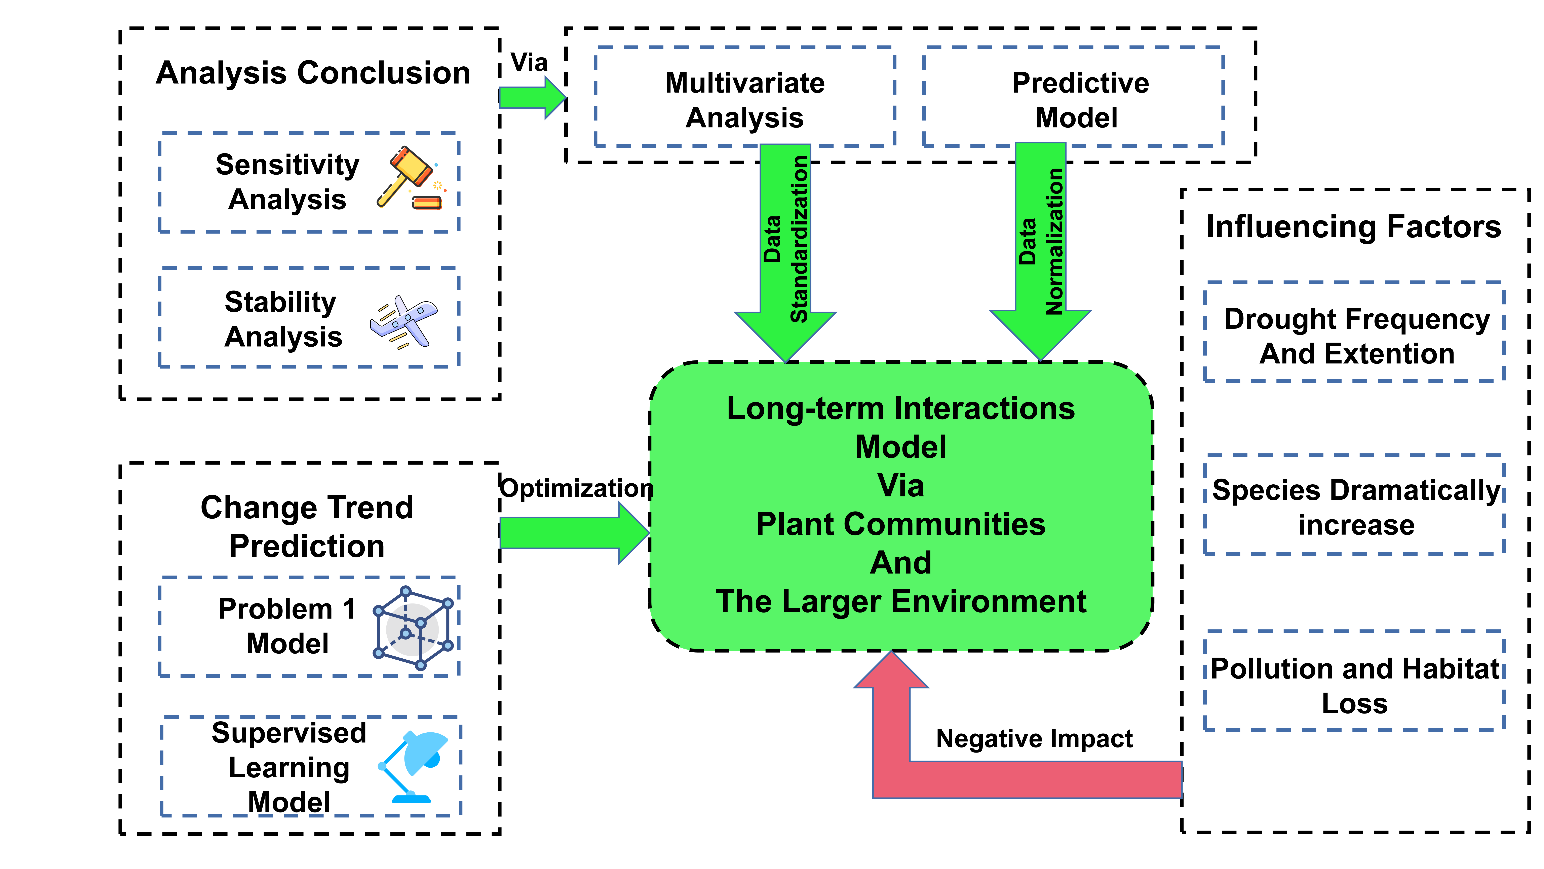 Analysis Conclusion
Sensitivity
Analysis
Stability
Analysis
Via
Multivariate
Analysis
Predictive
Model
Data
Standardization
Data
Normalization
Influencing Factors
Drought Frequency
And Extention
Species Dramatically
increase
Pollution and Habitat
Loss
Long-term Interactions
Model
Via
Plant Communities
And
The Larger Environment
Change Trend
Prediction
Problem 1
Model
Supervised
Learning
Model
Optimization
Negative Impact